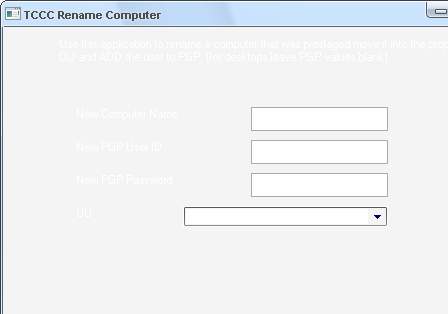 TCCC Rename Computer
Use this application to rename a computer that was prestaged move it into the prop
OU and ADD the user to PGP. (for desktops leave PGP values blank)
New Computer Name
New PGP User ID
New PGP Password
OU